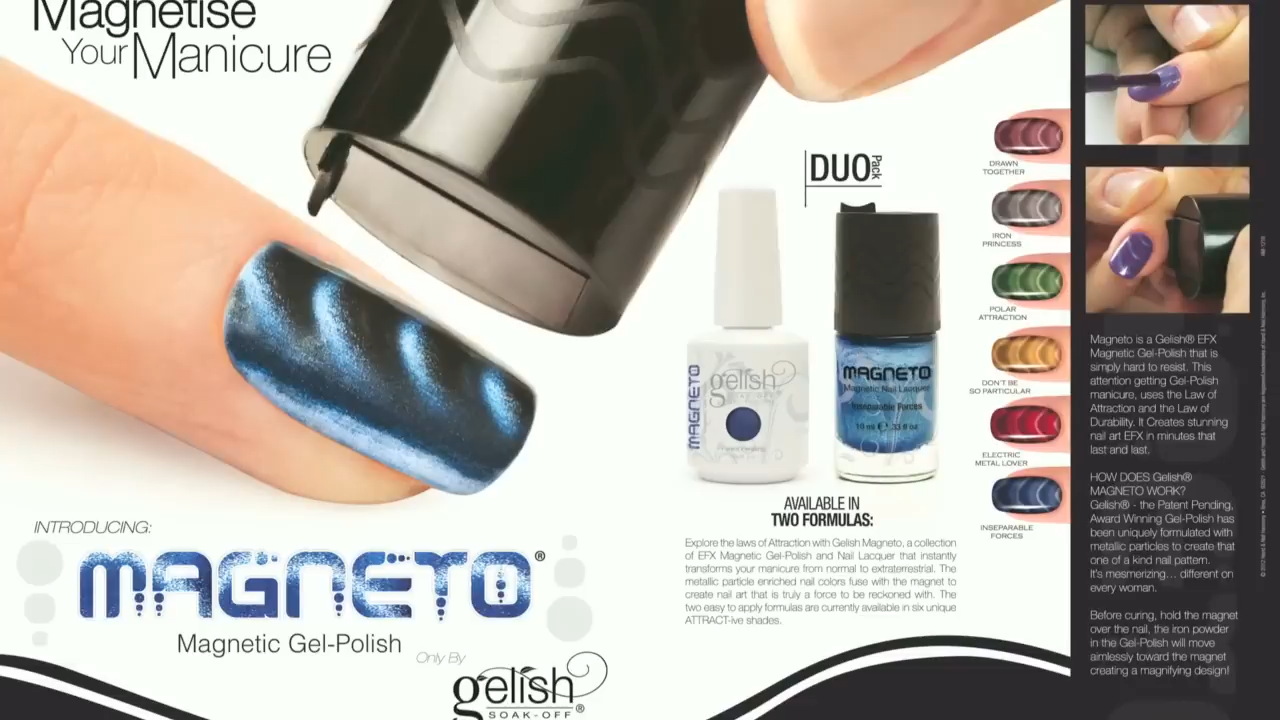 Magnetise
Your Manicure
INTRODUCING:
MAGNETO®
Magnetic Gel-Polish
Only By
gelish®
SOAK-OFF
DUO Pack
MAGNETO
gelish
MAGNETO
Magnetic Nail Lacquer
Inseparable Forces
10 ml ℮ .33 fl oz
AVAILABLE IN
TWO FORMULAS:
Explore the laws of Attraction with Gelish Magneto, a collection
of EFX Magnetic Gel-Polish and Nail Lacquer that instantly
transforms your manicure from normal to extraterrestrial. The
metallic particle enriched nail colors fuse with the magnet to
create nail art that is truly a force to be reckoned with. The
two easy to apply formulas are currently available in six unique
ATTRACT-ive shades.
DRAWN
TOGETHER
IRON
PRINCESS
POLAR
ATTRACTION
DON'T BE
SO PARTICULAR
ELECTRIC
METAL LOVER
INSEPARABLE
FORCES
Magneto is a Gelish® EFX
Magnetic Gel-Polish that is
simply hard to resist. This
attention getting Gel-Polish
manicure, uses the Law of
Attraction and the Law of
Durability. It Creates stunning
nail art EFX in minutes that
last and last.
HOW DOES Gelish®
MAGNETO WORK?
Gelish® - the Patent Pending,
Award Winning Gel-Polish has
been uniquely formulated with
metallic particles to create that
one of a kind nail pattern.
It's mesmerizing... different on
every woman.
Before curing, hold the magnet
over the nail, the iron powder
in the Gel-Polish will move
aimlessly toward the magnet
creating a magnifying design!